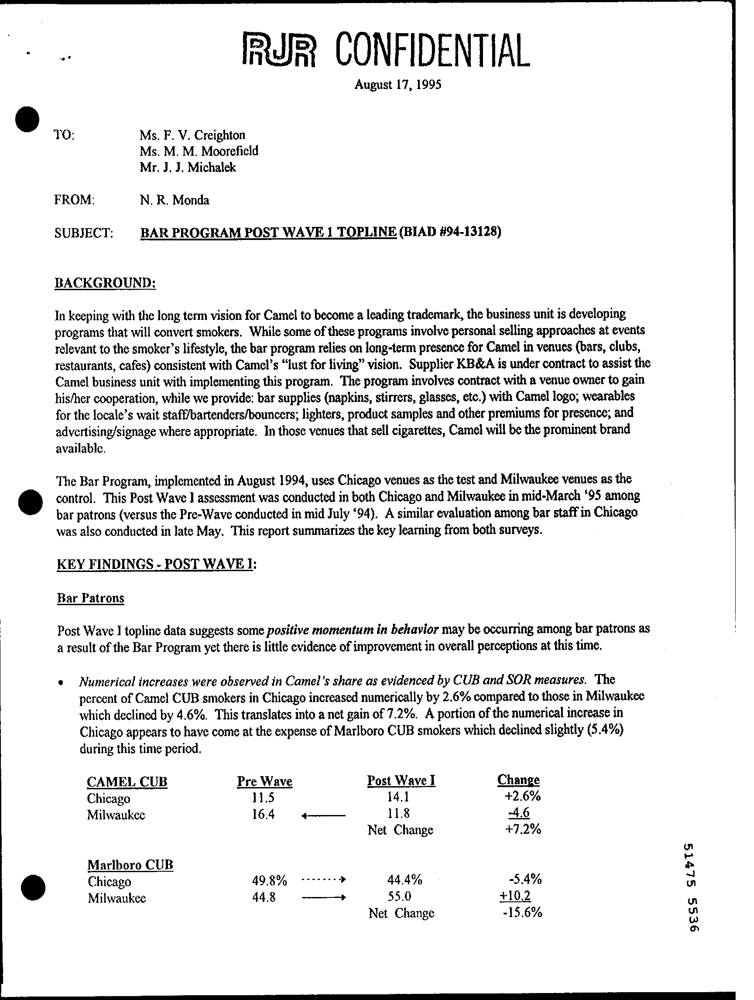 RJR CONFIDENTIAL
August 17, 1995
TO: Ms. F. V. Creighton
Ms. M. M. Moorefield
Mr. J. J. Michalek
FROM: N. R. Monda
SUBJECT: BAR PROGRAM POST WAVE 1 TOPLINE (BIAD #94-13128)
BACKGROUND:
In keeping with the long term vision for Camel to become a leading trademark, the business unit is developing
programs that will convert smokers. While some of these programs involve personal selling approaches at events
relevant to the smoker's lifestyle, the bar program relies on long-term presence for Camel in venues (bars, clubs,
restaurants, cafes) consistent with Camel's "lust for living" vision. Supplier KB&A is under contract to assist the
Camel business unit with implementing this program. The program involves contract with a venue owner to gain
his/her cooperation, while we provide: bar supplies (napkins, stirrers, glasses, etc.) with Camel logo; wearables
for the locale's wait staff/bartenders/bouncers; lighters, product samples and other premiums for presence; and
advertising/signage where appropriate. In those venues that sell cigarettes, Camel will be the prominent brand
available.
The Bar Program, implemented in August 1994, uses Chicago venues as the test and Milwaukee venues as the
control. This Post Wave I assessment was conducted in both Chicago and Milwaukee in mid-March '95 among
bar patrons (versus the Pre-Wave conducted in mid July '94). A similar evaluation among bar staff in Chicago
was also conducted in late May. This report summarizes the key learning from both surveys.
KEY FINDINGS - POST WAVE I:
Bar Patrons
Post Wave I topline data suggests some positive momentum in behavior may be occurring among bar patrons as
a result of the Bar Program yet there is little evidence of improvement in overall perceptions at this time.
• Numerical increases were observed in Camel's share as evidenced by CUB and SOR measures. The
percent of Camel CUB smokers in Chicago increased numerically by 2.6% compared to those in Milwaukee
which declined by 4.6%. This translates into a net gain of 7.2%. A portion of the numerical increase in
Chicago appears to have come at the expense of Marlboro CUB smokers which declined slightly (5.4%)
during this time period.
CAMEL CUB Pre Wave Post Wave I Change
Chicago 11.5 14.1 +2.6%
Milwaukee 16.4 11.8 -4.6
Net Change +7.2%
Marlboro CUB
Chicago 49.8% 44.4% -5.4%
Milwaukee 44.8 55.0 +10.2
Net Change -15.6%
51475 5536